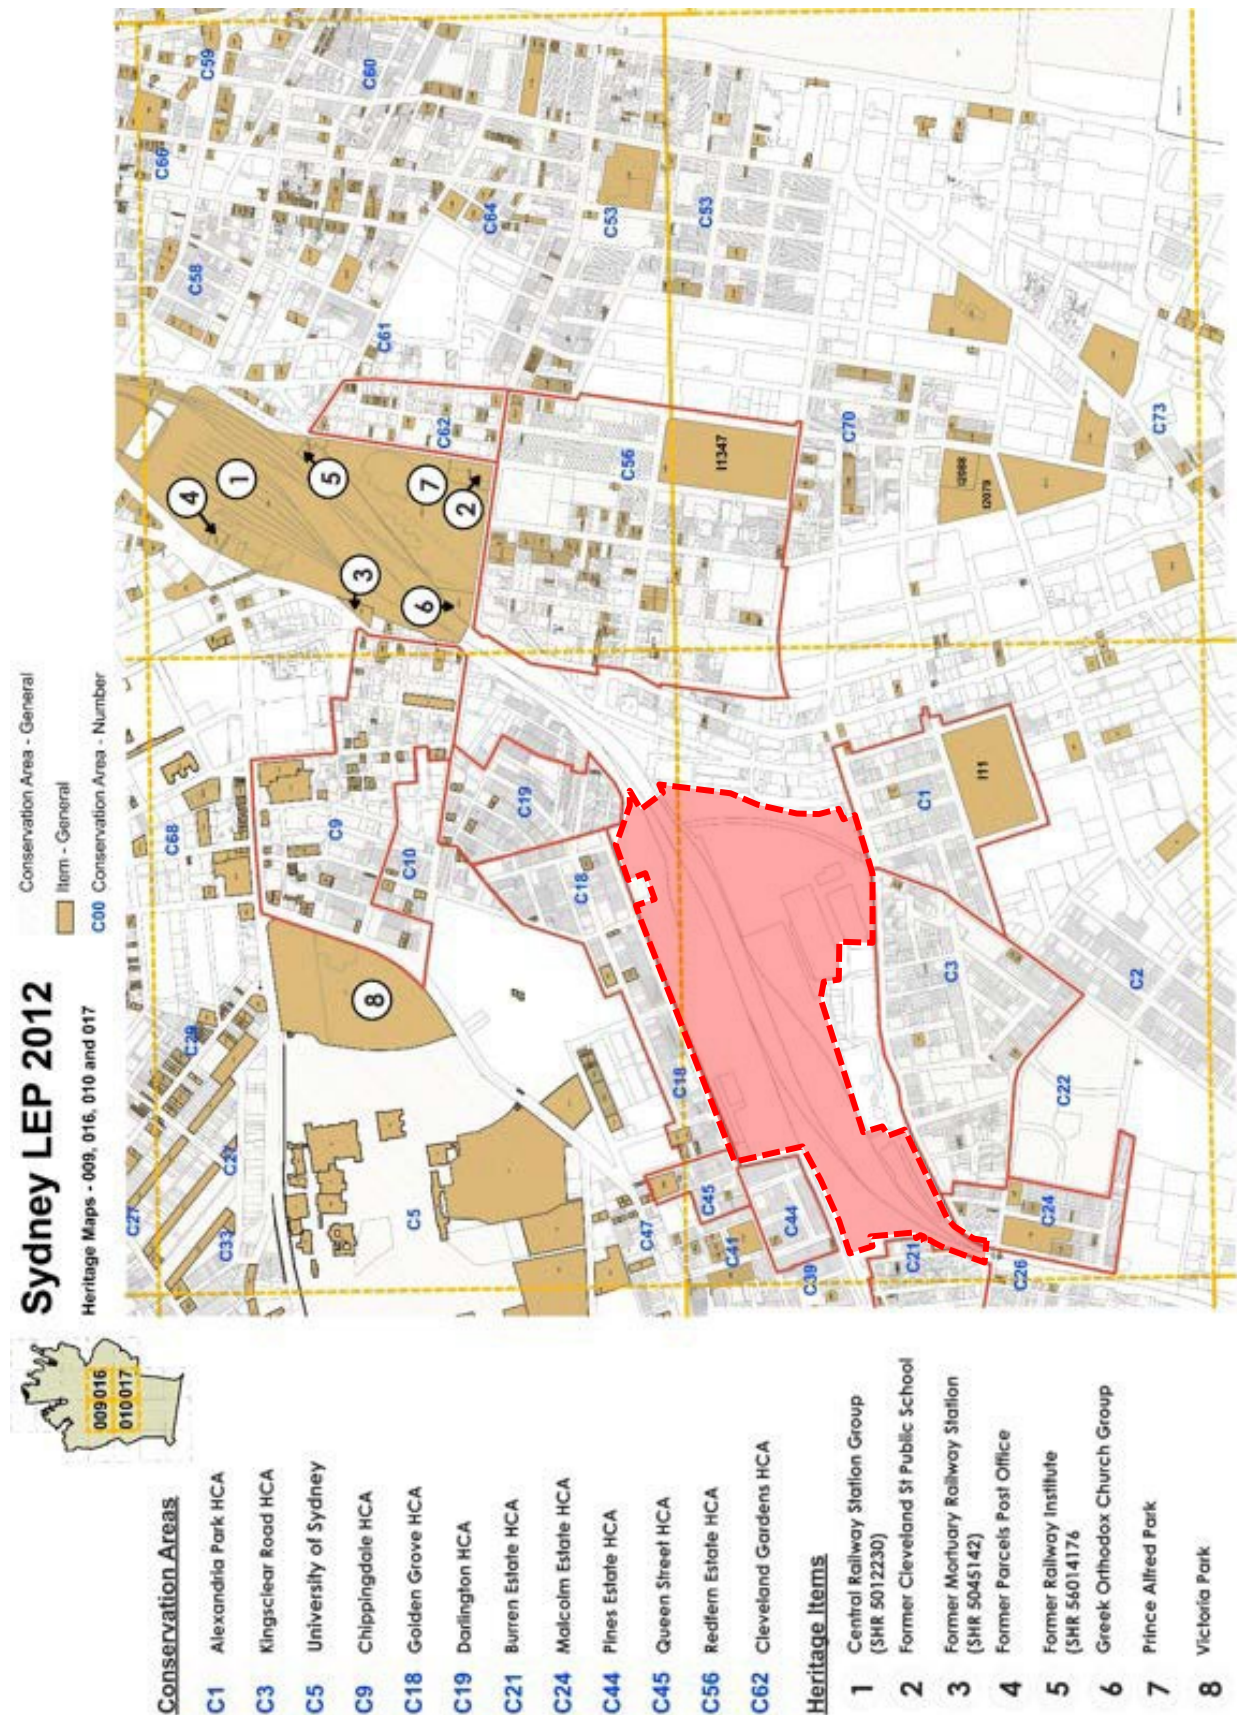 Sydney LEP 2012
Heritage Maps - 009, 016, 010 and 017
Conservation Area - General
Item - General
C00 Conservation Area - Number
009 016
010 017
Conservation Areas
C1 Alexandria Park HCA
C3 Kingsclear Road HCA
C5 University of Sydney
C9 Chippingdale HCA
C18 Golden Grove HCA
C19 Darlington HCA
C21 Burren Estate HCA
C24 Malcolm Estate HCA
C44 Pines Estate HCA
C45 Queen Street HCA
C56 Redfern Estate HCA
C62 Cleveland Gardens HCA
Heritage Items
1 Central Railway Station Group
(SHR 5012230)
2 Former Cleveland St Public School
3 Former Mortuary Railway Station
(SHR 5045142)
4 Former Parcels Post Office
5 Former Railway Institute
(SHR 56014176
6 Greek Orthodox Church Group
7 Prince Alfred Park
8 Victoria Park
C27
C29
C68
C66
C59
C58
C60
C27
C33
C9
C61
4
1
5
3
7
6
2
8
C10
C62
C64
C5
C19
C18
C56
C53
C53
I1347
C47
C18
C45
C41
C44
C39
C70
I2088
I2079
C73
C1
I11
C3
C2
C22
C21
C24
C26